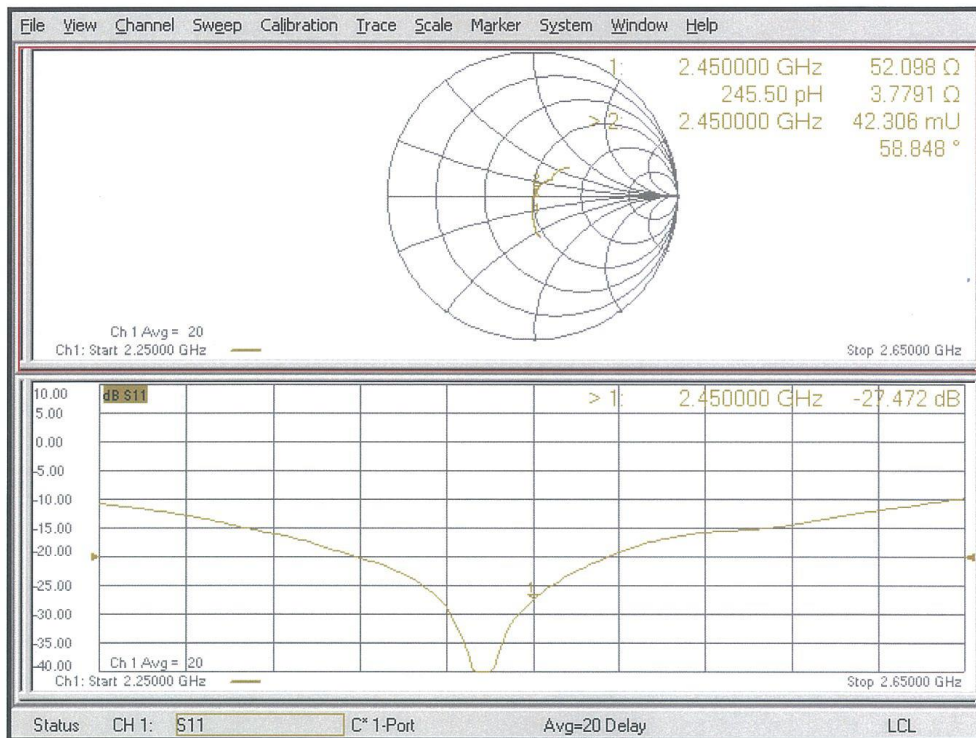 File View Channel Sweep Calibration Trace Scale Marker System Window Help
1: 2.450000 GHz 52.098 Ω
245.50 pH 3.7791 Ω
> 2: 2.450000 GHz 42.306 mU
58.848 °
Ch 1 Avg = 20
Ch1: Start 2.25000 GHz Stop 2.65000 GHz
10.00 dB S11 > 1: 2.450000 GHz -27.472 dB
5.00
0.00
-5.00
-10.00
-15.00
-20.00
-25.00
1
-30.00
-35.00
-40.00 Ch 1 Avg = 20
Ch1: Start 2.25000 GHz Stop 2.65000 GHz
Status CH 1: S11 C* 1-Port Avg=20 Delay LCL